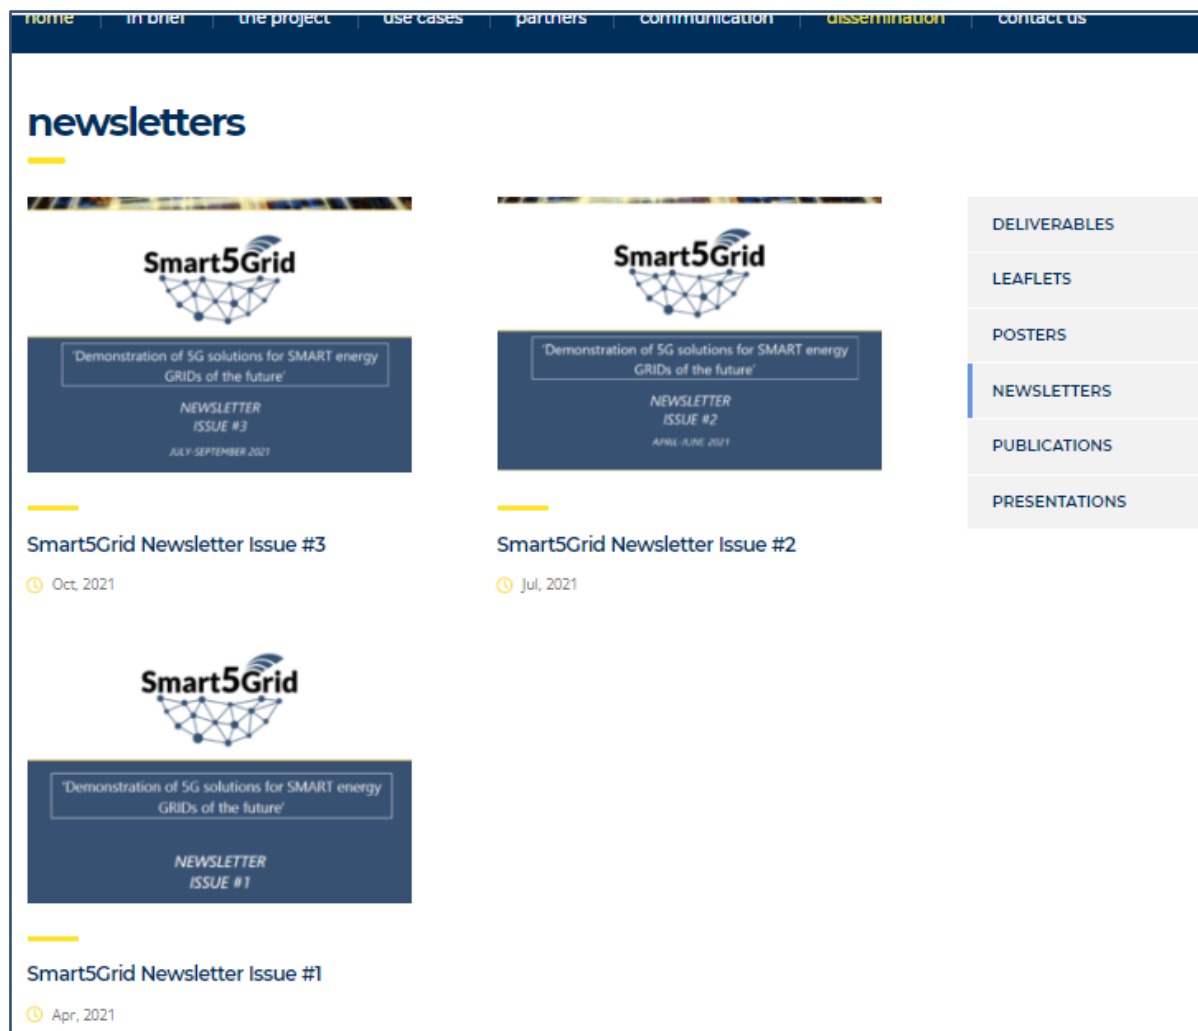 home in brief the project use cases partners communication dissemination contact us
newsletters
Smart5Grid
'Demonstration of 5G solutions for SMART energy
GRIDs of the future'
NEWSLETTER
ISSUE #3
JULY-SEPTEMBER 2021
Smart5Grid Newsletter Issue #3
Oct, 2021
Smart5Grid
'Demonstration of 5G solutions for SMART energy
GRIDs of the future'
NEWSLETTER
ISSUE #2
APRIL-JUNE 2021
Smart5Grid Newsletter Issue #2
Jul, 2021
Smart5Grid
'Demonstration of 5G solutions for SMART energy
GRIDs of the future'
NEWSLETTER
ISSUE #1
Smart5Grid Newsletter Issue #1
Apr, 2021
DELIVERABLES
LEAFLETS
POSTERS
NEWSLETTERS
PUBLICATIONS
PRESENTATIONS